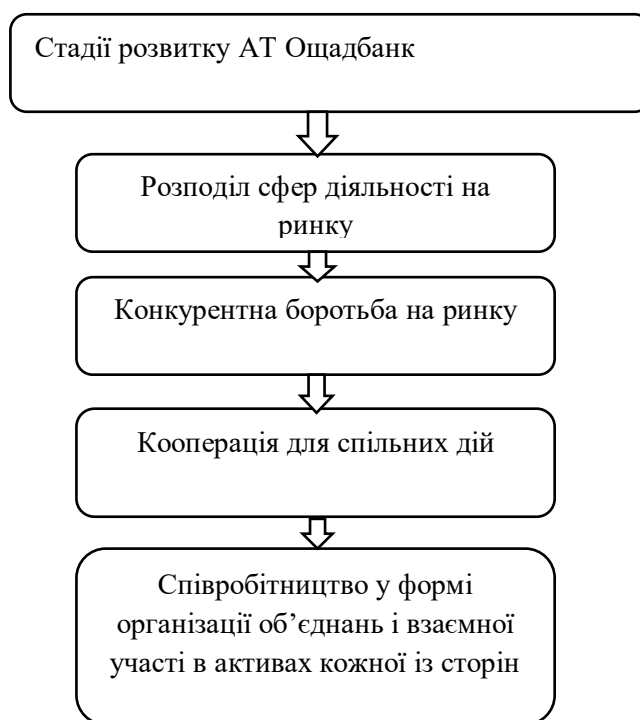 Стадії розвитку АТ Ощадбанк
Розподіл сфер діяльності на
ринку
Конкурентна боротьба на ринку
Кооперація для спільних дій
Співробітництво у формі
організації об’єднань і взаємної
участі в активах кожної із сторін